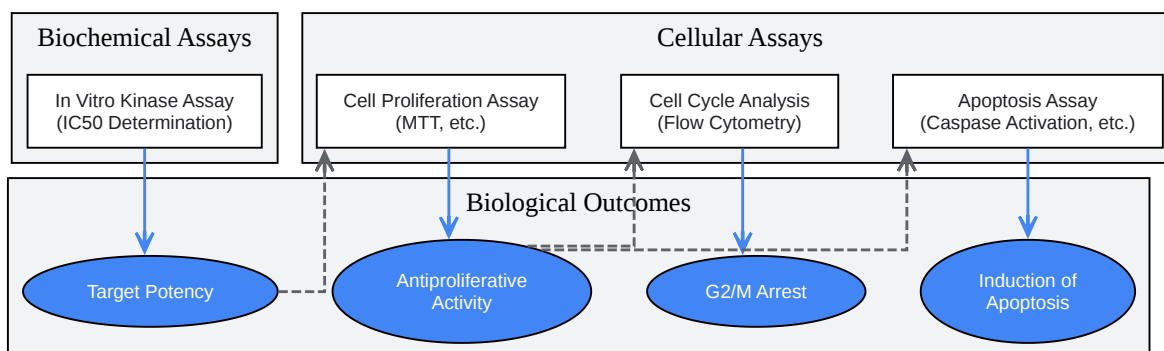 Biochemical Assays
Cellular Assays
In Vitro Kinase Assay
(IC50 Determination)
Cell Proliferation Assay
(MTT, etc.)
Cell Cycle Analysis
(Flow Cytometry)
Apoptosis Assay
(Caspase Activation, etc.)
Biological Outcomes
Target Potency
Antiproliferative
Activity
G2/M Arrest
Induction of
Apoptosis